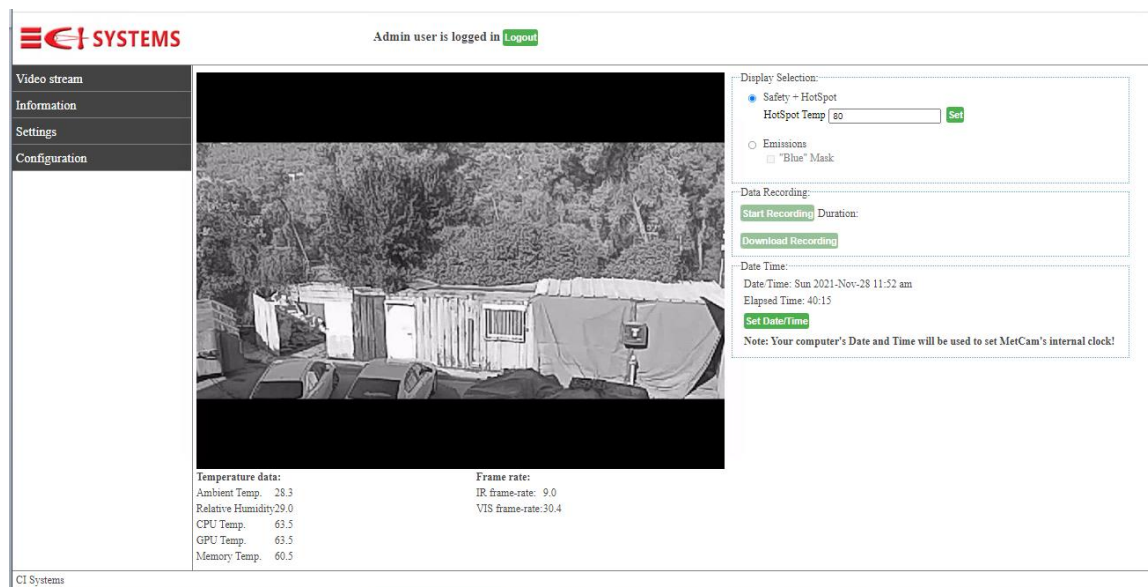 CI SYSTEMS
Admin user is logged in Logout
Video stream
Information
Settings
Configuration
Display Selection:
Safety + HotSpot
HotSpot Temp 80 Set
Emissions
"Blue" Mask
Data Recording:
Start Recording Duration:
Download Recording
Date Time:
Date/Time: Sun 2021-Nov-28 11:52 am
Elapsed Time: 40:15
Set Date/Time
Note: Your computer's Date and Time will be used to set MetCam's internal clock!
Temperature data:
Ambient Temp. 28.3
Relative Humidity 29.0
CPU Temp. 63.5
GPU Temp. 63.5
Memory Temp. 60.5
Frame rate:
IR frame-rate: 9.0
VIS frame-rate: 30.4
CI Systems